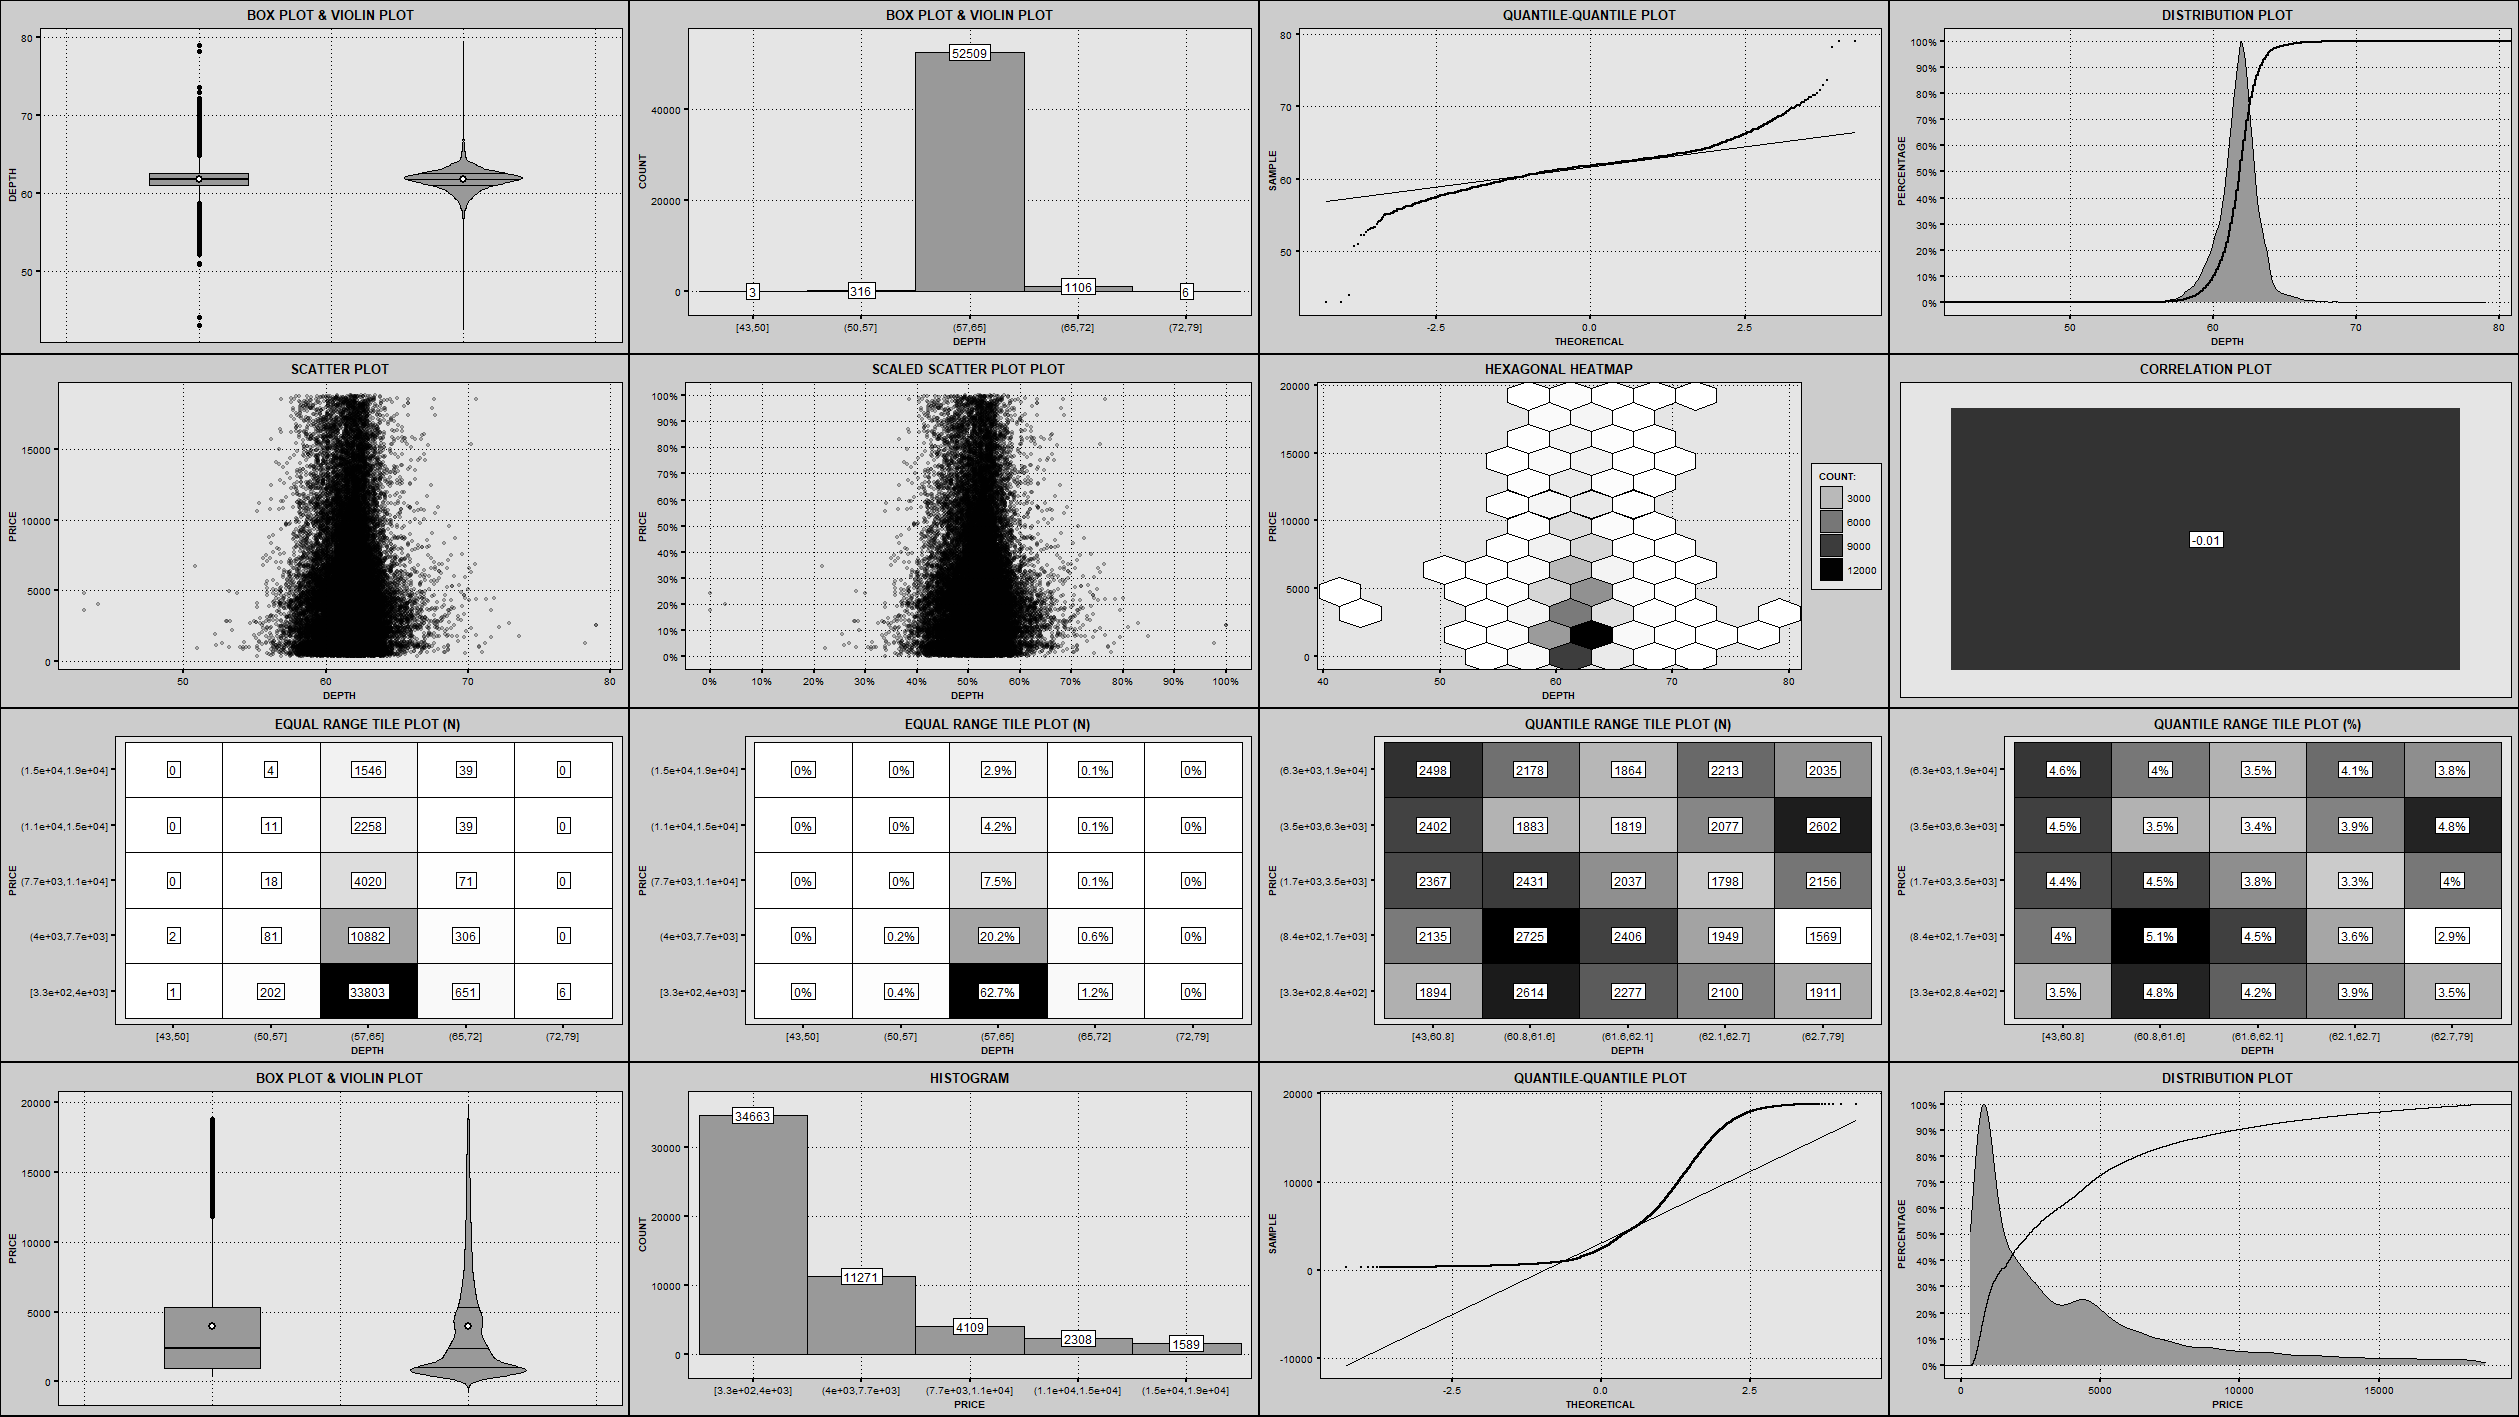 BOX PLOT & VIOLIN PLOT
80
70
60
50
DEPTH
BOX PLOT & VIOLIN PLOT
52509
40000
20000
0
COUNT
3
316
1106
6
[43,50]
(50,57]
(57,65]
(65,72]
(72,79]
DEPTH
QUANTILE-QUANTILE PLOT
80
70
60
50
SAMPLE
-2.5
0.0
2.5
THEORETICAL
DISTRIBUTION PLOT
100%
90%
80%
70%
60%
50%
40%
30%
20%
10%
0%
PERCENTAGE
50
60
70
80
DEPTH
SCATTER PLOT
15000
10000
5000
0
PRICE
50
60
70
80
DEPTH
SCALED SCATTER PLOT PLOT
100%
90%
80%
70%
60%
50%
40%
30%
20%
10%
0%
PRICE
0%
10%
20%
30%
40%
50%
60%
70%
80%
90%
100%
DEPTH
HEXAGONAL HEATMAP
20000
15000
10000
5000
0
PRICE
40
50
60
70
80
DEPTH
COUNT:
3000
6000
9000
12000
CORRELATION PLOT
-0.01
EQUAL RANGE TILE PLOT (N)
(1.5e+04,1.9e+04] 0 4 1546 39 0
(1.1e+04,1.5e+04] 0 11 2258 39 0
(7.7e+03,1.1e+04] 0 18 4020 71 0
(4e+03,7.7e+03] 2 81 10882 306 0
[3.3e+02,4e+03] 1 202 33803 651 6
PRICE
[43,50] (50,57] (57,65] (65,72] (72,79]
DEPTH
EQUAL RANGE TILE PLOT (N)
(1.5e+04,1.9e+04] 0% 0% 2.9% 0.1% 0%
(1.1e+04,1.5e+04] 0% 0% 4.2% 0.1% 0%
(7.7e+03,1.1e+04] 0% 0% 7.5% 0.1% 0%
(4e+03,7.7e+03] 0% 0.2% 20.2% 0.6% 0%
[3.3e+02,4e+03] 0% 0.4% 62.7% 1.2% 0%
PRICE
[43,50] (50,57] (57,65] (65,72] (72,79]
DEPTH
QUANTILE RANGE TILE PLOT (N)
(6.3e+03,1.9e+04] 2498 2178 1864 2213 2035
(3.5e+03,6.3e+03] 2402 1883 1819 2077 2602
(1.7e+03,3.5e+03] 2367 2431 2037 1798 2156
(8.4e+02,1.7e+03] 2135 2725 2406 1949 1569
[3.3e+02,8.4e+02] 1894 2614 2277 2100 1911
PRICE
[43,60.8] (60.8,61.6] (61.6,62.1] (62.1,62.7] (62.7,79]
DEPTH
QUANTILE RANGE TILE PLOT (%)
(6.3e+03,1.9e+04] 4.6% 4% 3.5% 4.1% 3.8%
(3.5e+03,6.3e+03] 4.5% 3.5% 3.4% 3.9% 4.8%
(1.7e+03,3.5e+03] 4.4% 4.5% 3.8% 3.3% 4%
(8.4e+02,1.7e+03] 4% 5.1% 4.5% 3.6% 2.9%
[3.3e+02,8.4e+02] 3.5% 4.8% 4.2% 3.9% 3.5%
PRICE
[43,60.8] (60.8,61.6] (61.6,62.1] (62.1,62.7] (62.7,79]
DEPTH
BOX PLOT & VIOLIN PLOT
20000
15000
10000
5000
0
PRICE
HISTOGRAM
34663
30000
20000
10000
0
COUNT
11271
4109
2308
1589
[3.3e+02,4e+03]
(4e+03,7.7e+03]
(7.7e+03,1.1e+04]
(1.1e+04,1.5e+04]
(1.5e+04,1.9e+04]
PRICE
QUANTILE-QUANTILE PLOT
20000
10000
0
-10000
SAMPLE
-2.5
0.0
2.5
THEORETICAL
DISTRIBUTION PLOT
100%
90%
80%
70%
60%
50%
40%
30%
20%
10%
0%
PERCENTAGE
0
5000
10000
15000
PRICE